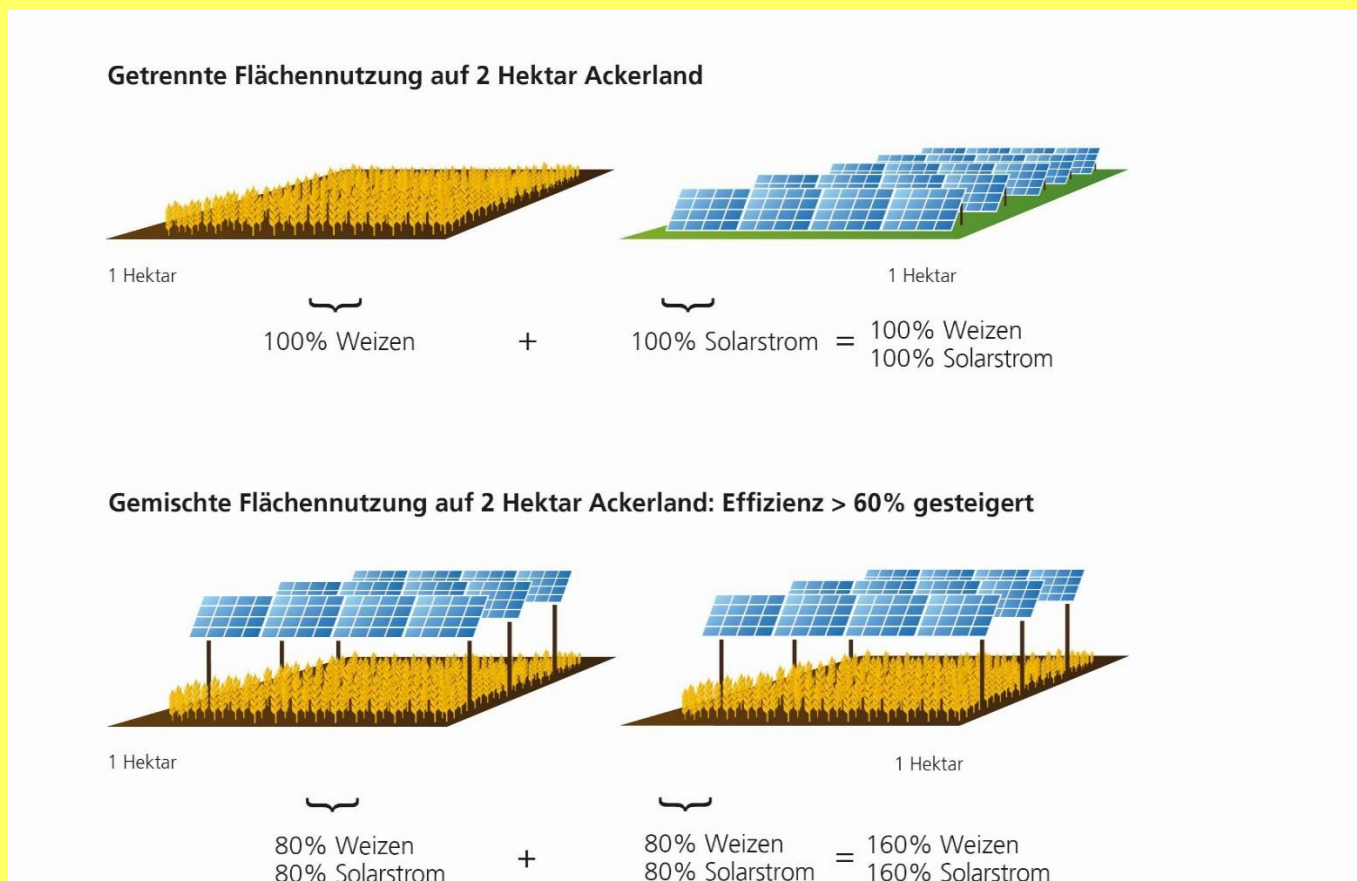 Getrennte Flächennutzung auf 2 Hektar Ackerland
1 Hektar
1 Hektar
100% Weizen + 100% Solarstrom = 100% Weizen
100% Solarstrom
Gemischte Flächennutzung auf 2 Hektar Ackerland: Effizienz > 60% gesteigert
1 Hektar
1 Hektar
80% Weizen
80% Solarstrom
+
80% Weizen
80% Solarstrom
=
160% Weizen
160% Solarstrom